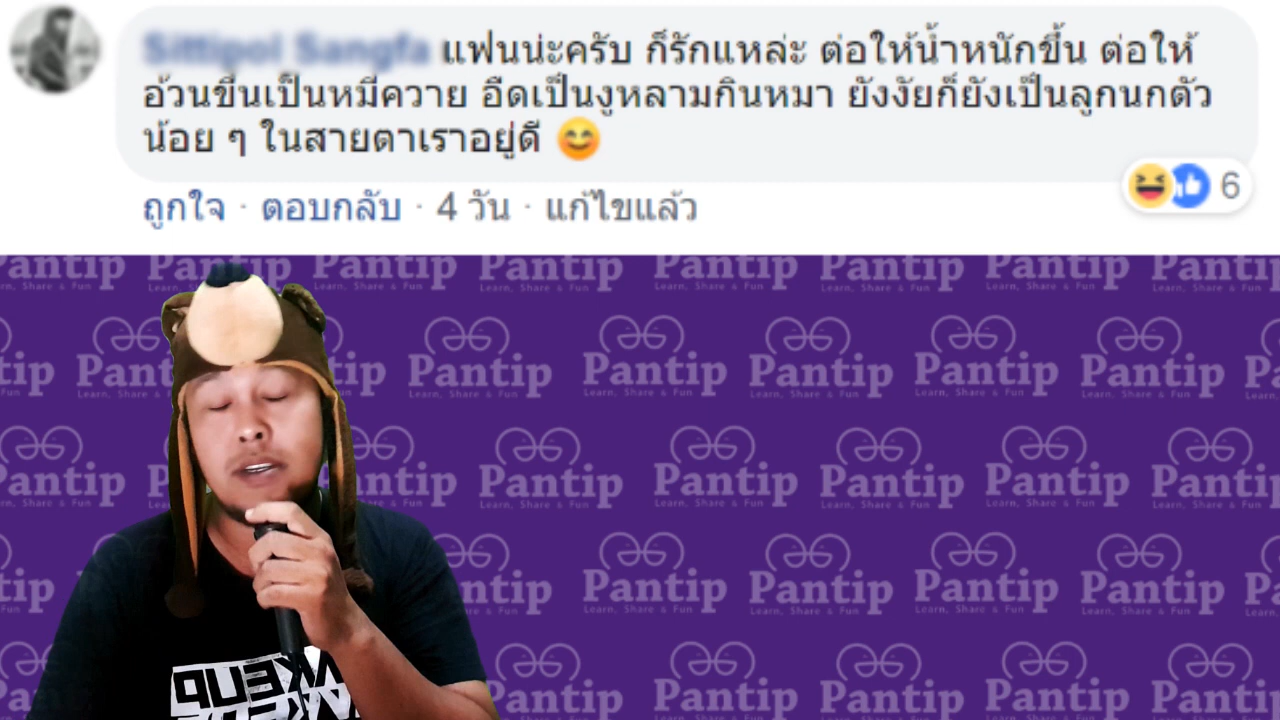 แฟนน่ะครับ ก็รักแหล่ะ ต่อให้น้ำหนักขึ้น ต่อให้
อ้วนขึ้นเป็นหมีควาย อืดเป็นงูหลามกินหมา ยังงัยก็ยังเป็นลูกนกตัว
น้อย ๆ ในสายตาเราอยู่ดี 😊
ถูกใจ · ตอบกลับ · 4 วัน · แก้ไขแล้ว
6
Pantip
Learn, Share & Fun